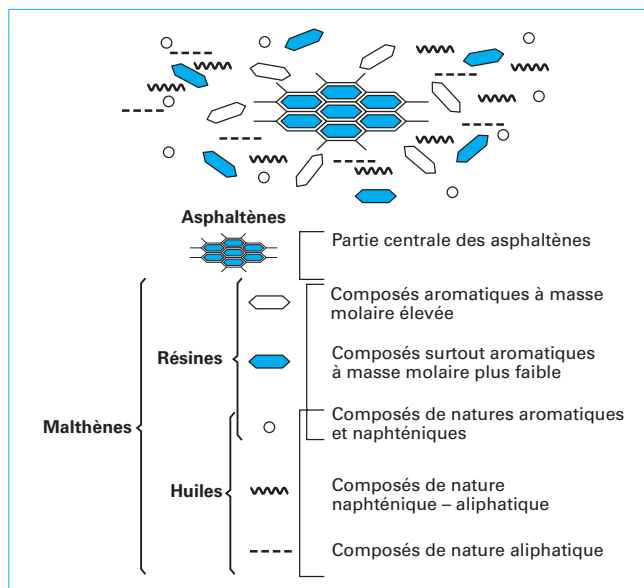 Asphaltènes
Partie centrale des asphaltènes
Composés aromatiques à masse
molaire élevée
Résines
Composés surtout aromatiques
à masse molaire plus faible
Malthènes
Composés de natures aromatiques
et naphténiques
Huiles
Composés de nature
naphténique – aliphatique
Composés de nature aliphatique